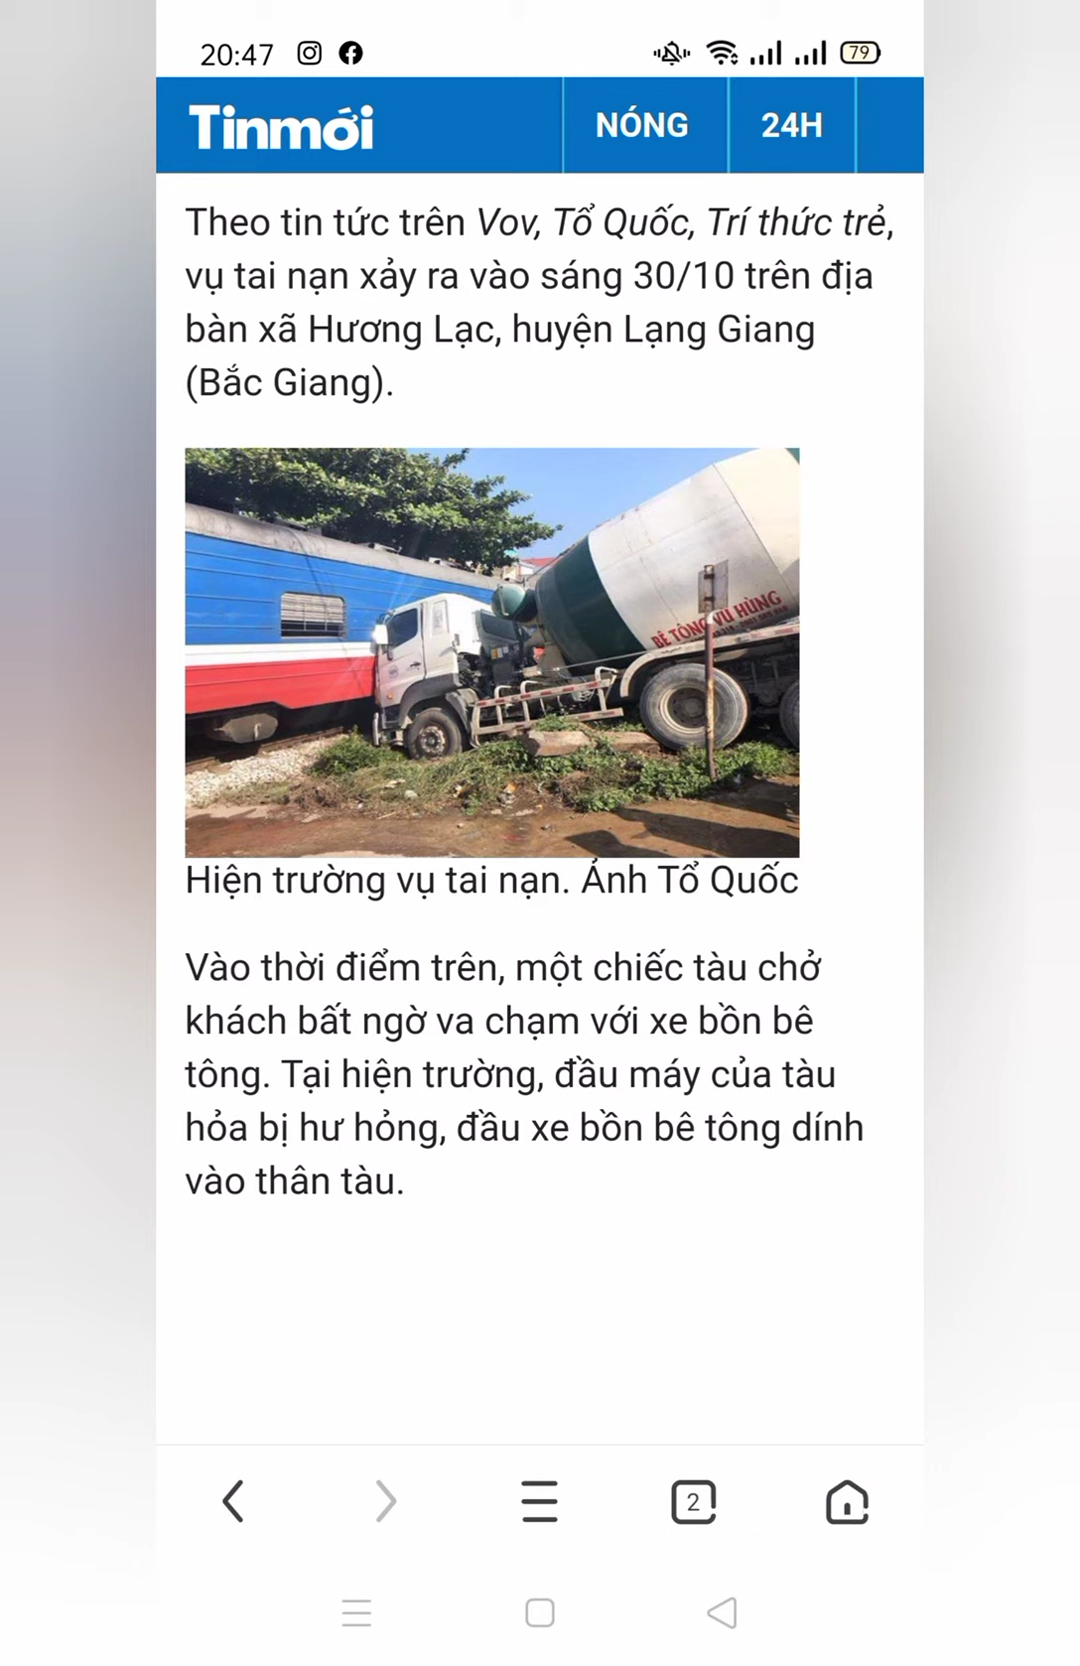 20:47
79
Tinmới
NÓNG
24H
Theo tin tức trên Vov, Tổ Quốc, Trí thức trẻ,
vụ tai nạn xảy ra vào sáng 30/10 trên địa
bàn xã Hương Lạc, huyện Lạng Giang
(Bắc Giang).
BÊ TÔNG VU HÙNG
Hiện trường vụ tai nạn. Ảnh Tổ Quốc
Vào thời điểm trên, một chiếc tàu chở
khách bất ngờ va chạm với xe bồn bê
tông. Tại hiện trường, đầu máy của tàu
hỏa bị hư hỏng, đầu xe bồn bê tông dính
vào thân tàu.
2